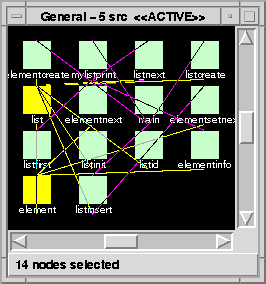 General - 5 src <<ACTIVE>>
elementcreate mylistprint listnext listcreate
list elementnext main elementsetnex
listfirst listinit listid elementinfo
element listinsert
14 nodes selected